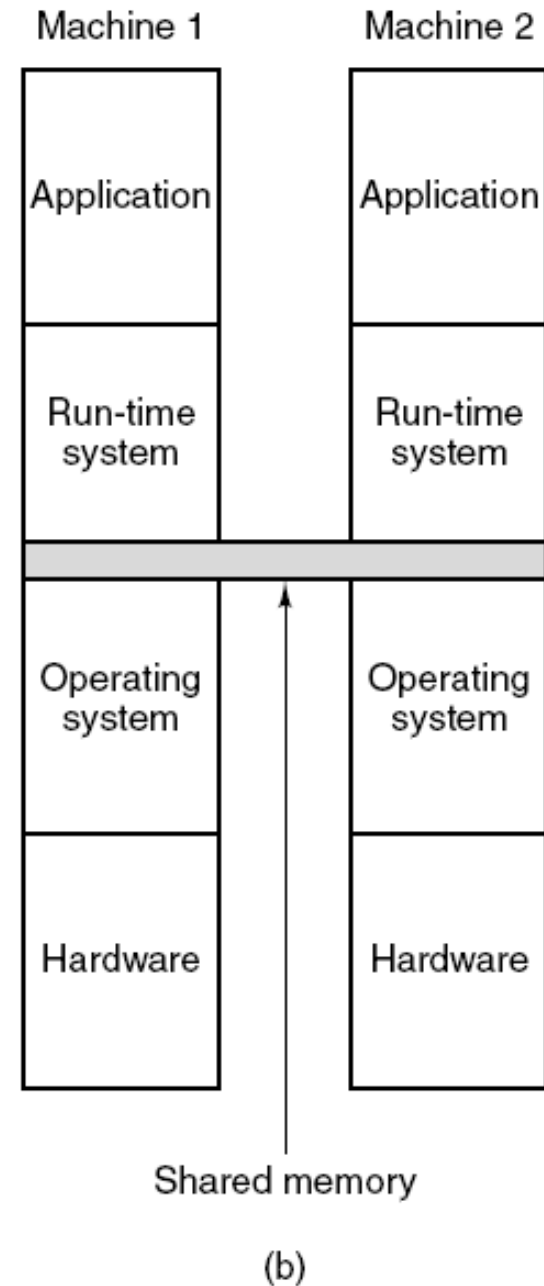 Machine 1
Machine 2
Application
Application
Run-time
system
Run-time
system
Operating
system
Operating
system
Hardware
Hardware
Shared memory
(b)